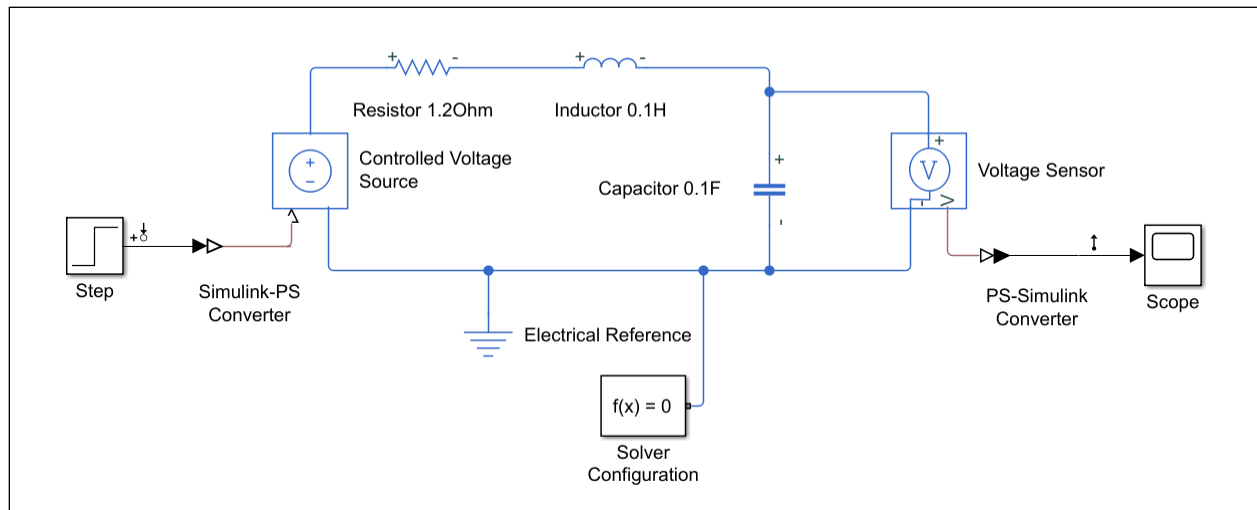 Resistor 1.2Ohm
Inductor 0.1H
Controlled Voltage
Source
Capacitor 0.1F
V
Voltage Sensor
V
Step
Simulink-PS
Converter
Electrical Reference
PS-Simulink
Converter
Scope
f(x) = 0
Solver
Configuration